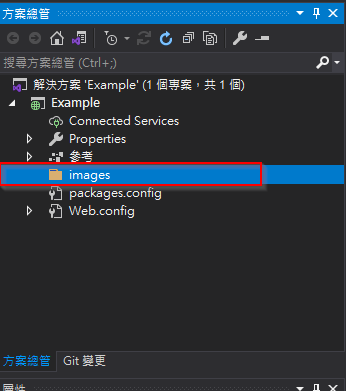 方案總管
搜尋方案總管 (Ctrl+;)
解決方案 'Example' (1 個專案，共 1 個)
Example
Connected Services
Properties
參考
images
packages.config
Web.config
方案總管 Git 變更
屬性